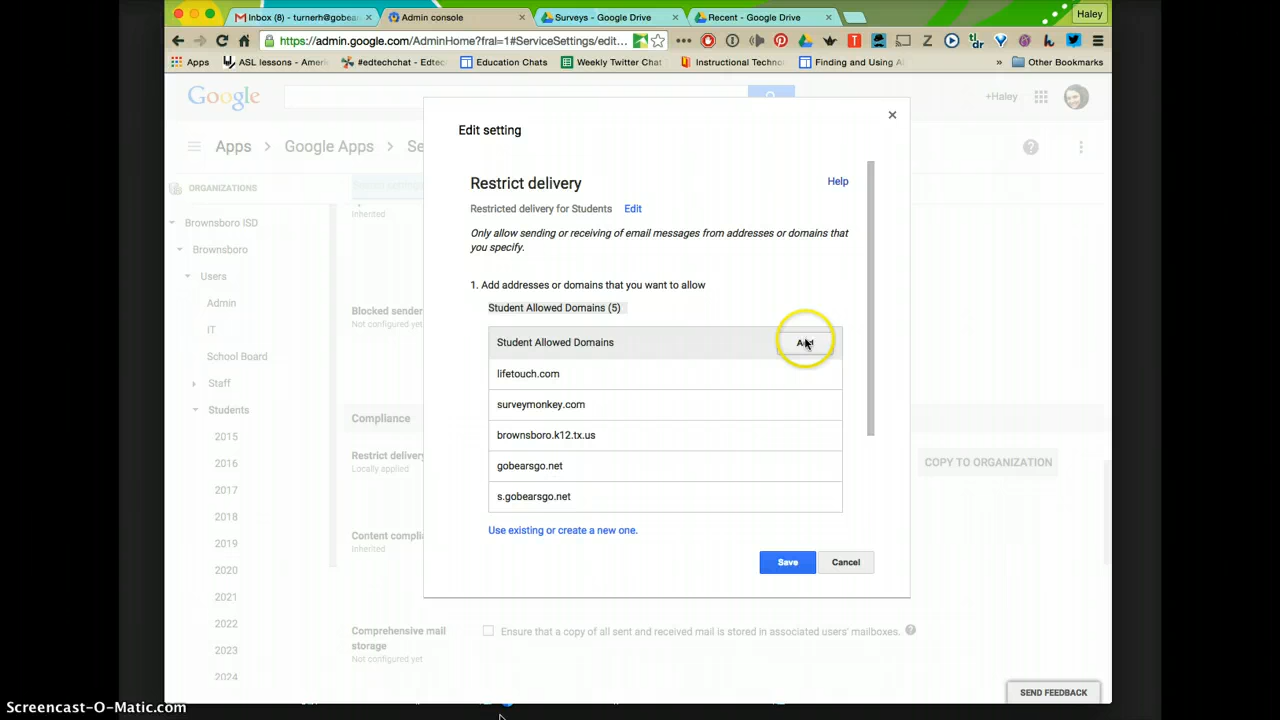 Inbox (8) - turnerh@gobea
Admin console
Surveys - Google Drive
Recent - Google Drive
Haley
https://admin.google.com/AdminHome?fral=1#ServiceSettings/edit...
Apps
ASL lessons - Ameri
#edtechchat - Edtec
Education Chats
Weekly Twitter Chat
Instructional Techno
Finding and Using A
»
Other Bookmarks
Google
+Haley
Apps > Google Apps > Se
ORGANIZATIONS
Brownsboro ISD
Brownsboro
Users
Admin
IT
School Board
Staff
Students
2015
2016
2017
2018
2019
2020
2021
2022
2023
2024
Inherited
Blocked sender
Not configured yet
Compliance
Restrict delivery
Locally applied
Content compli
Inherited
Comprehensive mail
storage
Not configured yet
Ensure that a copy of all sent and received mail is stored in associated users' mailboxes.
COPY TO ORGANIZATION
Edit setting
Restrict delivery
Help
Restricted delivery for Students Edit
Only allow sending or receiving of email messages from addresses or domains that
you specify.
1. Add addresses or domains that you want to allow
Student Allowed Domains (5)
Student Allowed Domains
Add
lifetouch.com
surveymonkey.com
brownsboro.k12.tx.us
gobearsgo.net
s.gobearsgo.net
Use existing or create a new one.
Save
Cancel
SEND FEEDBACK
Screencast-O-Matic.com